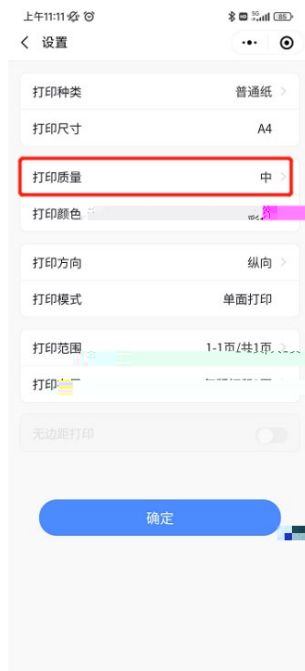 上午11:11
85
设置
打印种类 普通纸
打印尺寸 A4
打印质量 中
打印颜色
打印方向 纵向
打印模式 单面打印
打印范围 1-1页/共1页
打印
无边距打印
确定